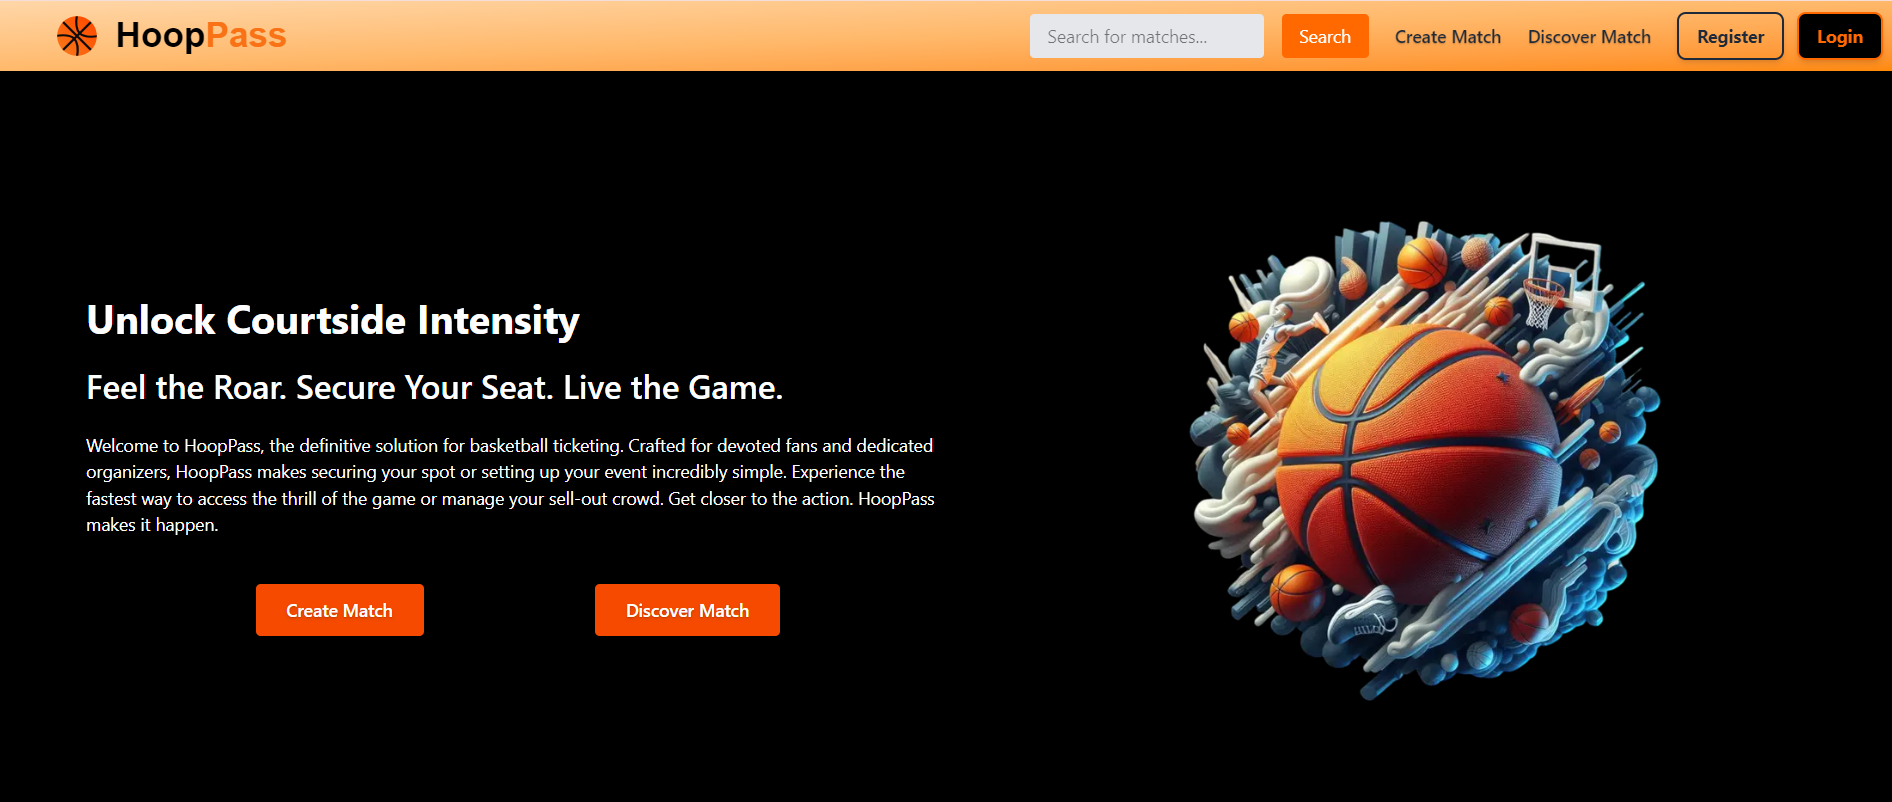 HoopPass
Search for matches...
Search
Create Match
Discover Match
Register
Login
Unlock Courtside Intensity
Feel the Roar. Secure Your Seat. Live the Game.
Welcome to HoopPass, the definitive solution for basketball ticketing. Crafted for devoted fans and dedicated
organizers, HoopPass makes securing your spot or setting up your event incredibly simple. Experience the
fastest way to access the thrill of the game or manage your sell-out crowd. Get closer to the action. HoopPass
makes it happen.
Create Match
Discover Match